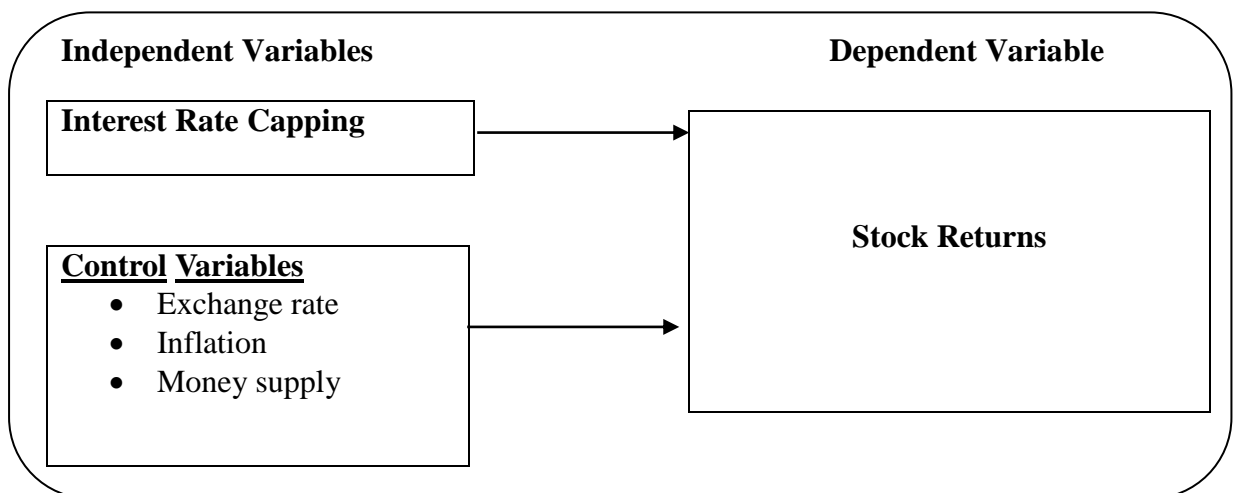 Independent Variables
Dependent Variable
Interest Rate Capping
Stock Returns
Control Variables
• Exchange rate
• Inflation
• Money supply